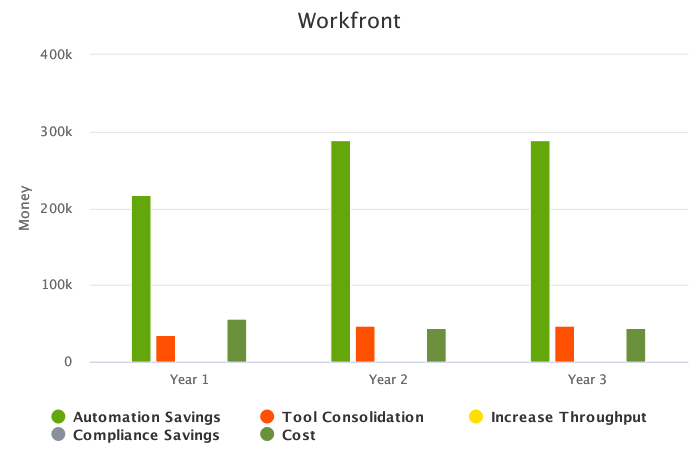 Workfront
400k
300k
200k
100k
0
Money
Year 1
Year 2
Year 3
Automation Savings
Tool Consolidation
Increase Throughput
Compliance Savings
Cost